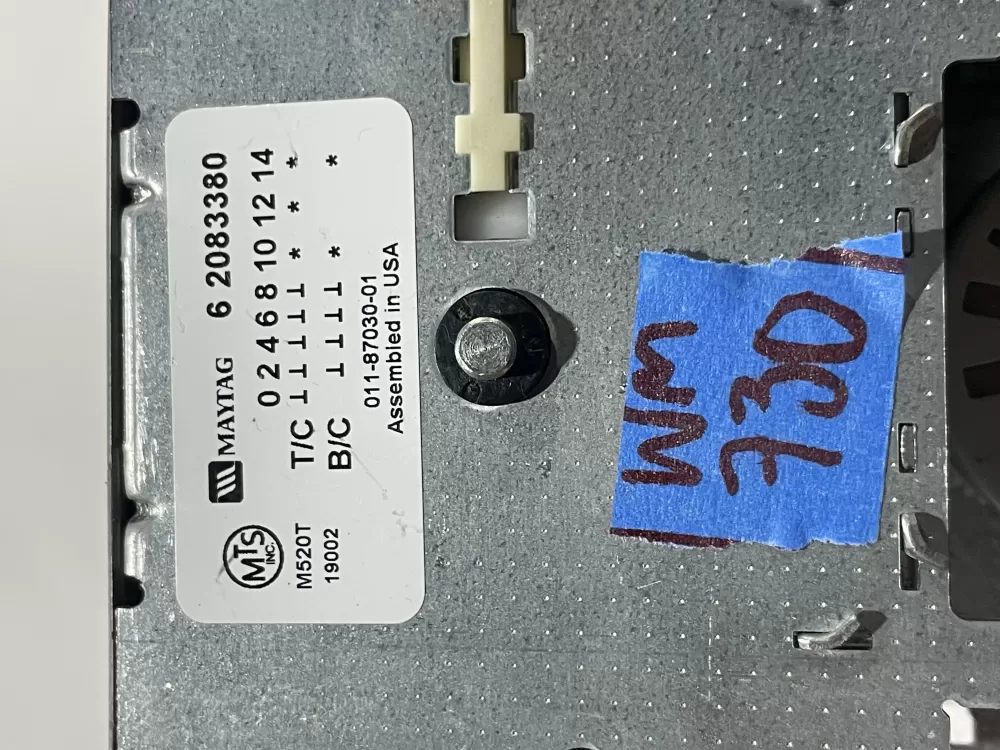 MAYTAG 6 2083380
0 2 4 6 8 10 12 14
T/C ⊥ ⊥ ⊥ ⊥ ⊥ * * *
B/C ⊥ ⊥ ⊥ ⊥ * *
011-87030-01
Assembled in USA
MTS
INC.
M520T
19002
WM
730